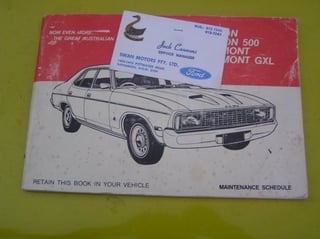 NOW EVEN MORE...
THE GREAT AUSTRALIAN
ON
ON 500
MONT
MONT GXL
Jack
SERVICE MANAGER
SWAN MOTORS PTY. LTD.
Ford
RETAIN THIS BOOK IN YOUR VEHICLE
MAINTENANCE SCHEDULE